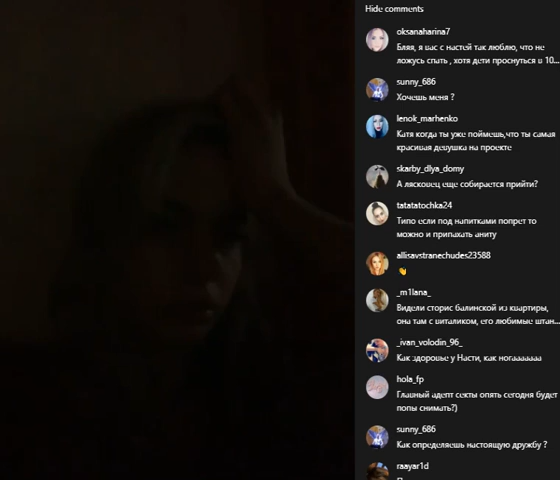 Hide comments
oksanaharina7
Бляя, я вас с настей так люблю, что не
ложусь спать , хотя дети проснуться в 10...
sunny_686
Хочешь меня ?
lenok_marhenko
Катя когда ты уже поймешь,что ты самая
красивая девушка на проекте
skarby_dlya_domy
А лясковец еще собирается прийти?
tatatatochka24
Типо если под напитками попрет то
можно и припахать аниту
allisavstranechudes23588
👏
_m1lana_
Видели сторис балинской из квартиры,
она там с виталиком, его любимые штан...
_ivan_volodin_96_
Как здоровье у Насти, как ногааааааа
hola_fp
Главный адепт секты опять сегодня будет
попы снимать?)
sunny_686
Как определяешь настоящую дружбу ?
raayar1d